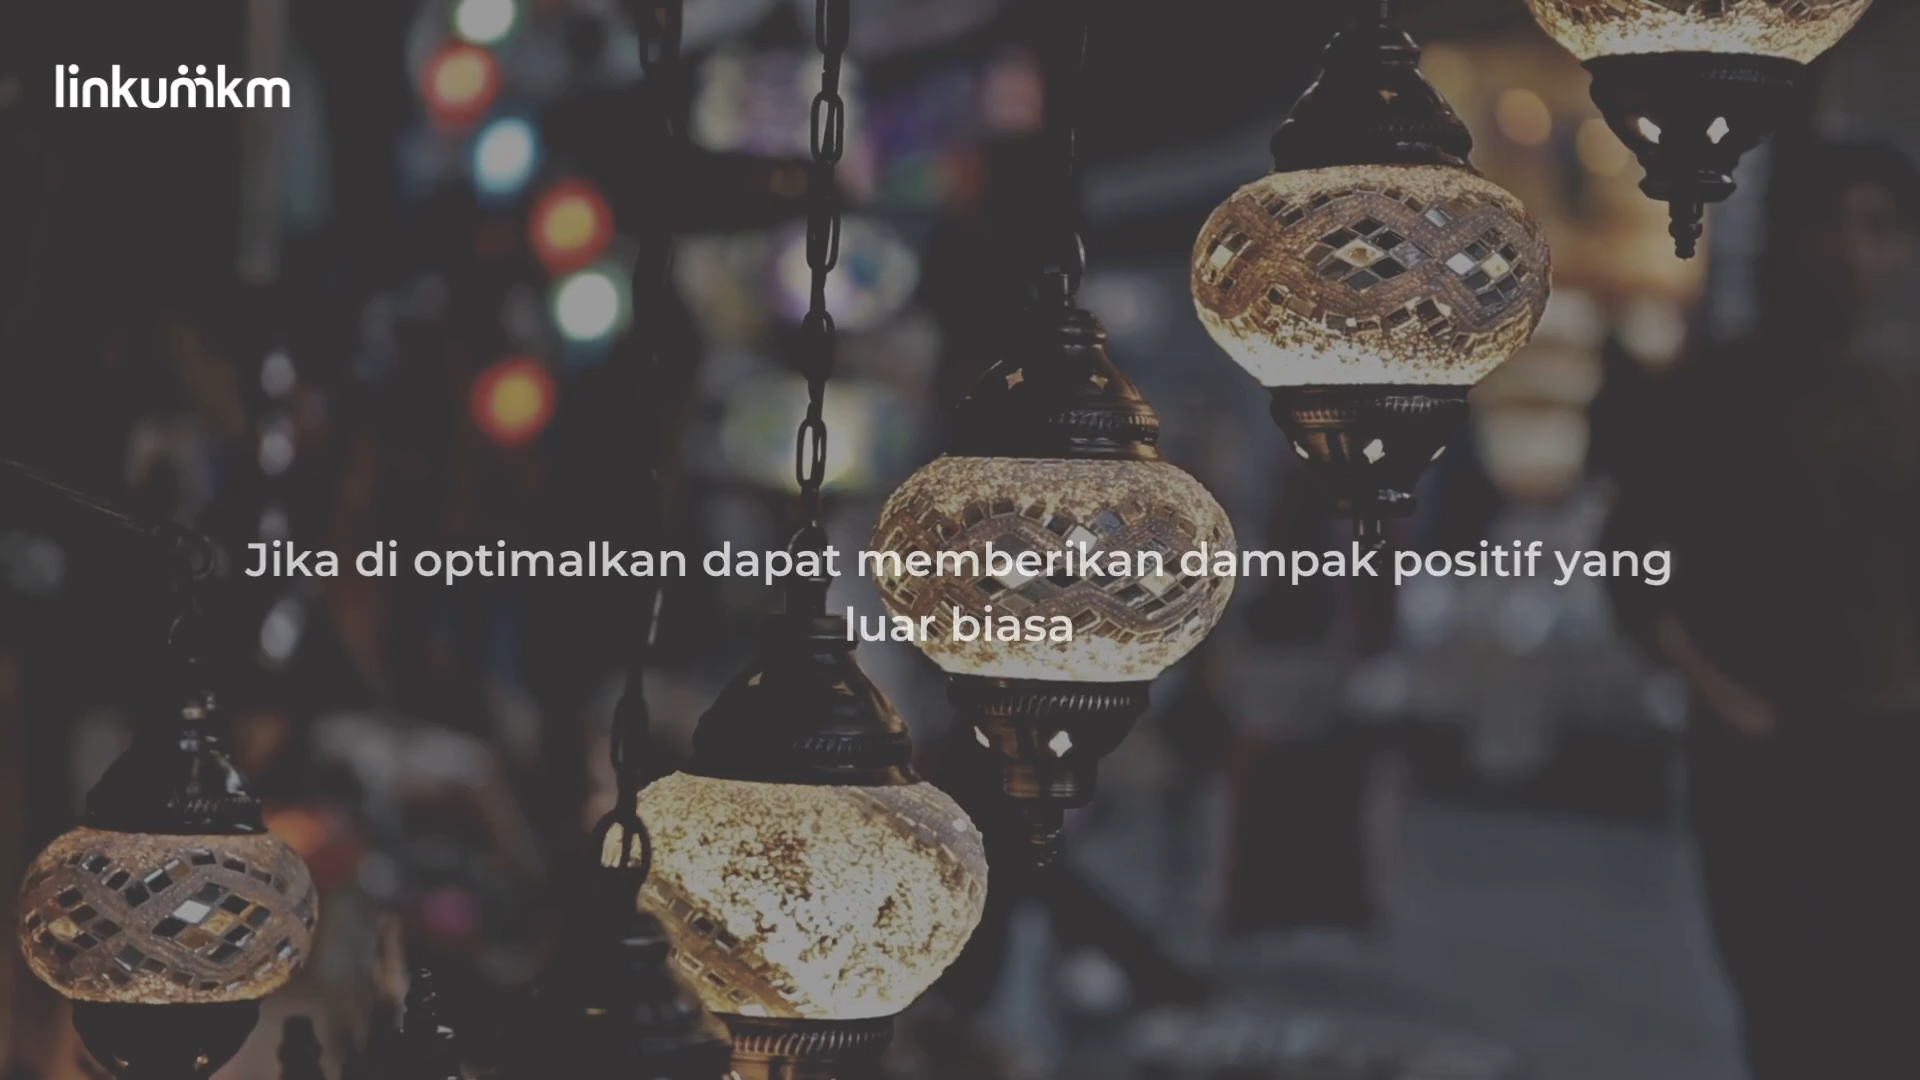 linkumkm
Jika di optimalkan dapat memberikan dampak positif yang
luar biasa